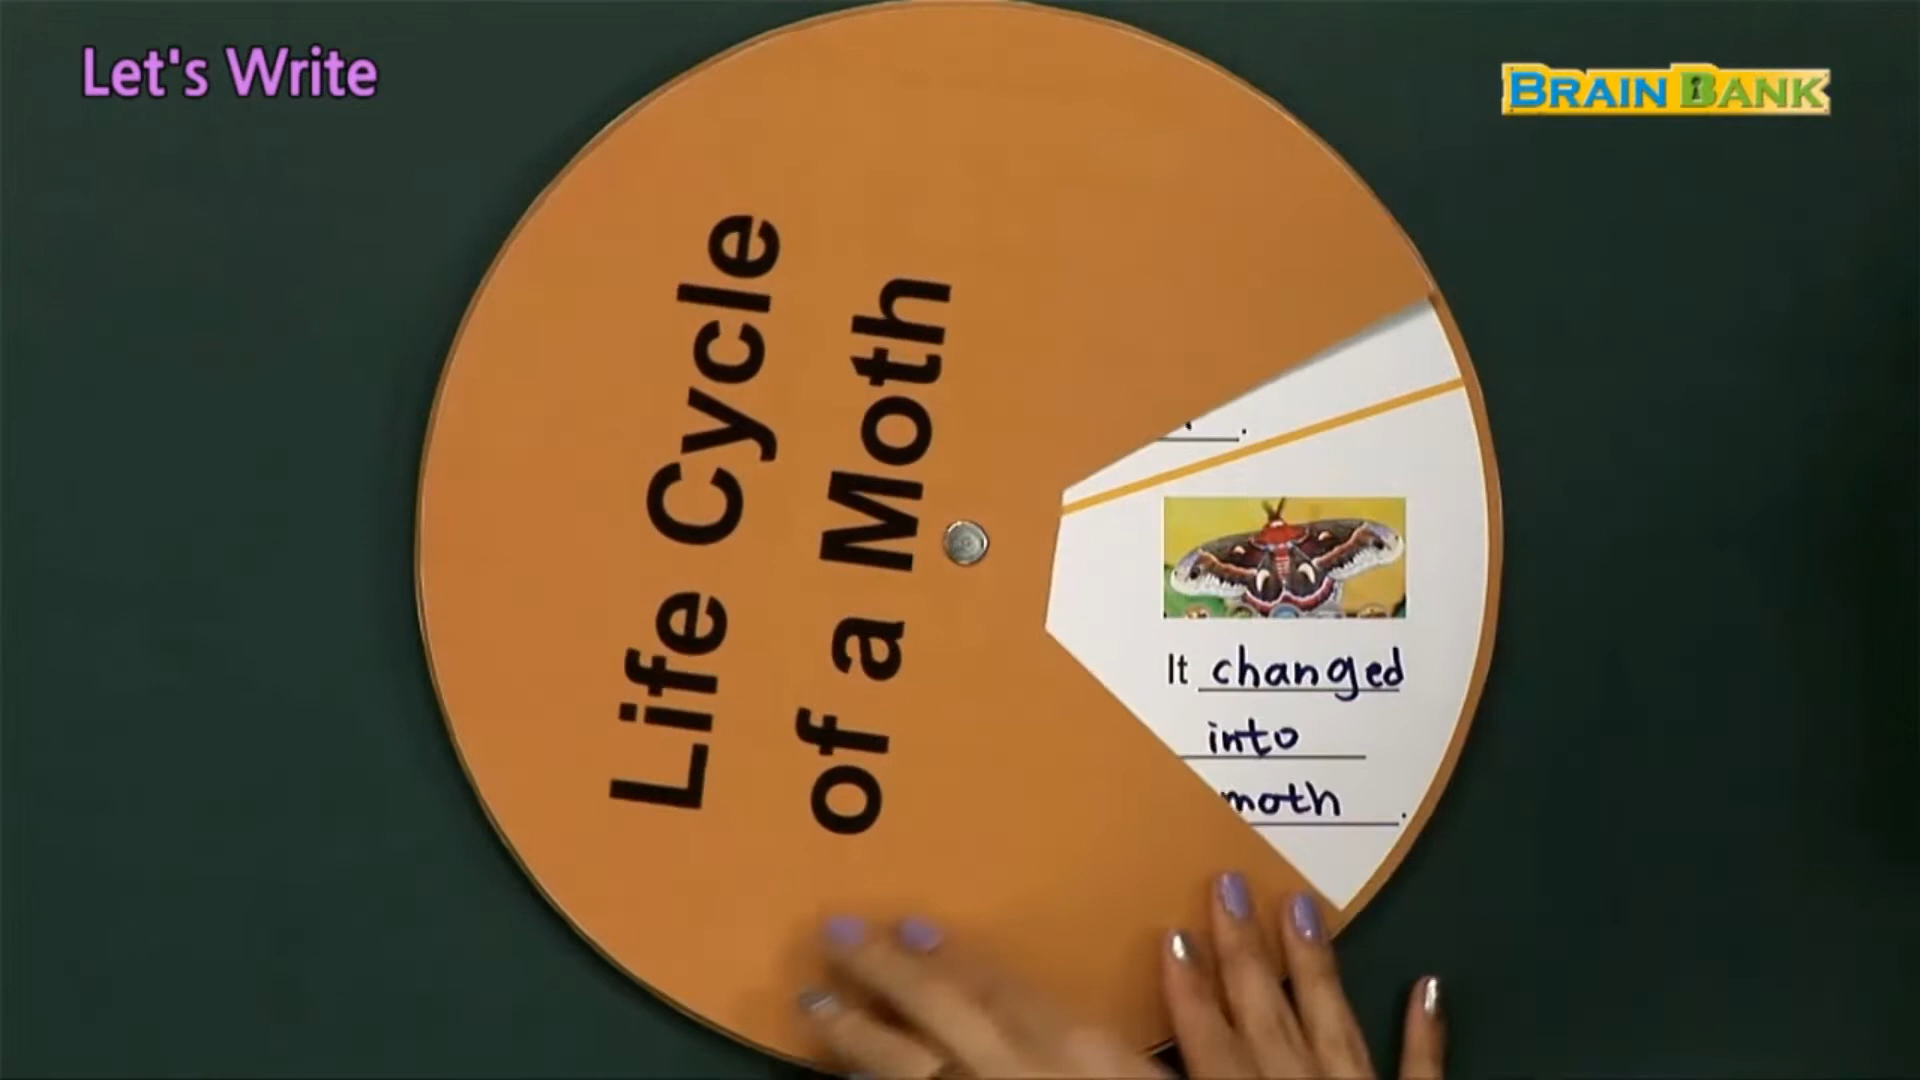 Let's Write
BRAIN BANK
Life Cycle
of a Moth
It changed
into
moth.